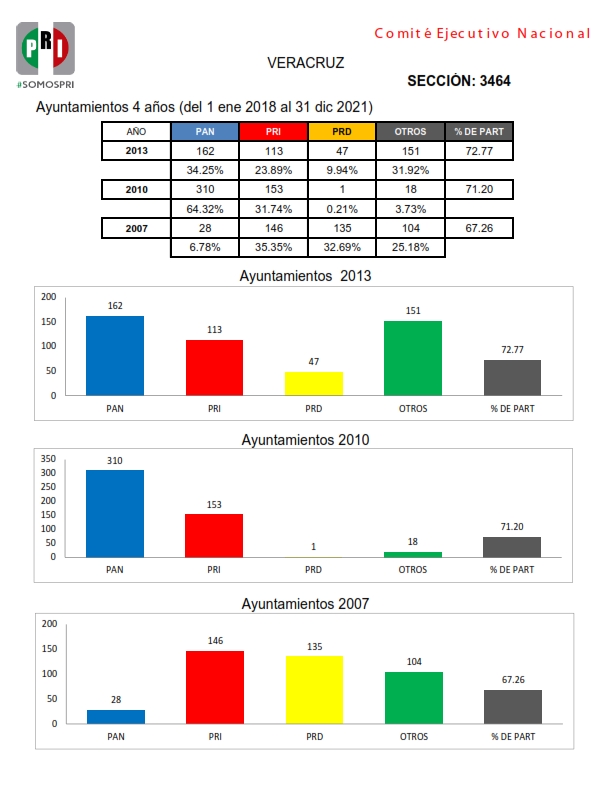 PRI
#SOMOSPRI
Comité Ejecutivo Nacional
VERACRUZ
SECCIÓN: 3464
Ayuntamientos 4 años (del 1 ene 2018 al 31 dic 2021)
AÑO PAN PRI PRD OTROS % DE PART
2013 162 113 47 151 72.77
34.25% 23.89% 9.94% 31.92%
2010 310 153 1 18 71.20
64.32% 31.74% 0.21% 3.73%
2007 28 146 135 104 67.26
6.78% 35.35% 32.69% 25.18%
Ayuntamientos 2013
200
150
100
50
0
162
113
47
151
72.77
PAN PRI PRD OTROS % DE PART
Ayuntamientos 2010
350
300
250
200
150
100
50
0
310
153
1
18
71.20
PAN PRI PRD OTROS % DE PART
Ayuntamientos 2007
200
150
100
50
0
28
146
135
104
67.26
PAN PRI PRD OTROS % DE PART